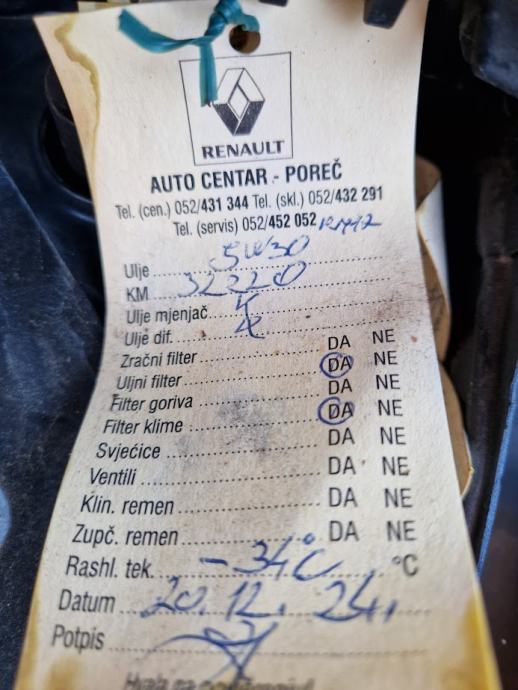 RENAULT
AUTO CENTAR - POREČ
Tel. (cen.) 052/431 344 Tel. (skl.) 052/432 291
Tel. (servis) 052/452 052
Ulje 5W30
KM 32220
Ulje mjenjač.
Ulje dif.
Zračni filter DA NE
Uljni filter DA NE
Filter goriva DA NE
Filter klime DA NE
Svjećice DA NE
Ventili DA NE
Klin. remen DA NE
Zupč. remen DA NE
Rashl. tek. -34°C °C
Datum 20.12. 24.
Potpis